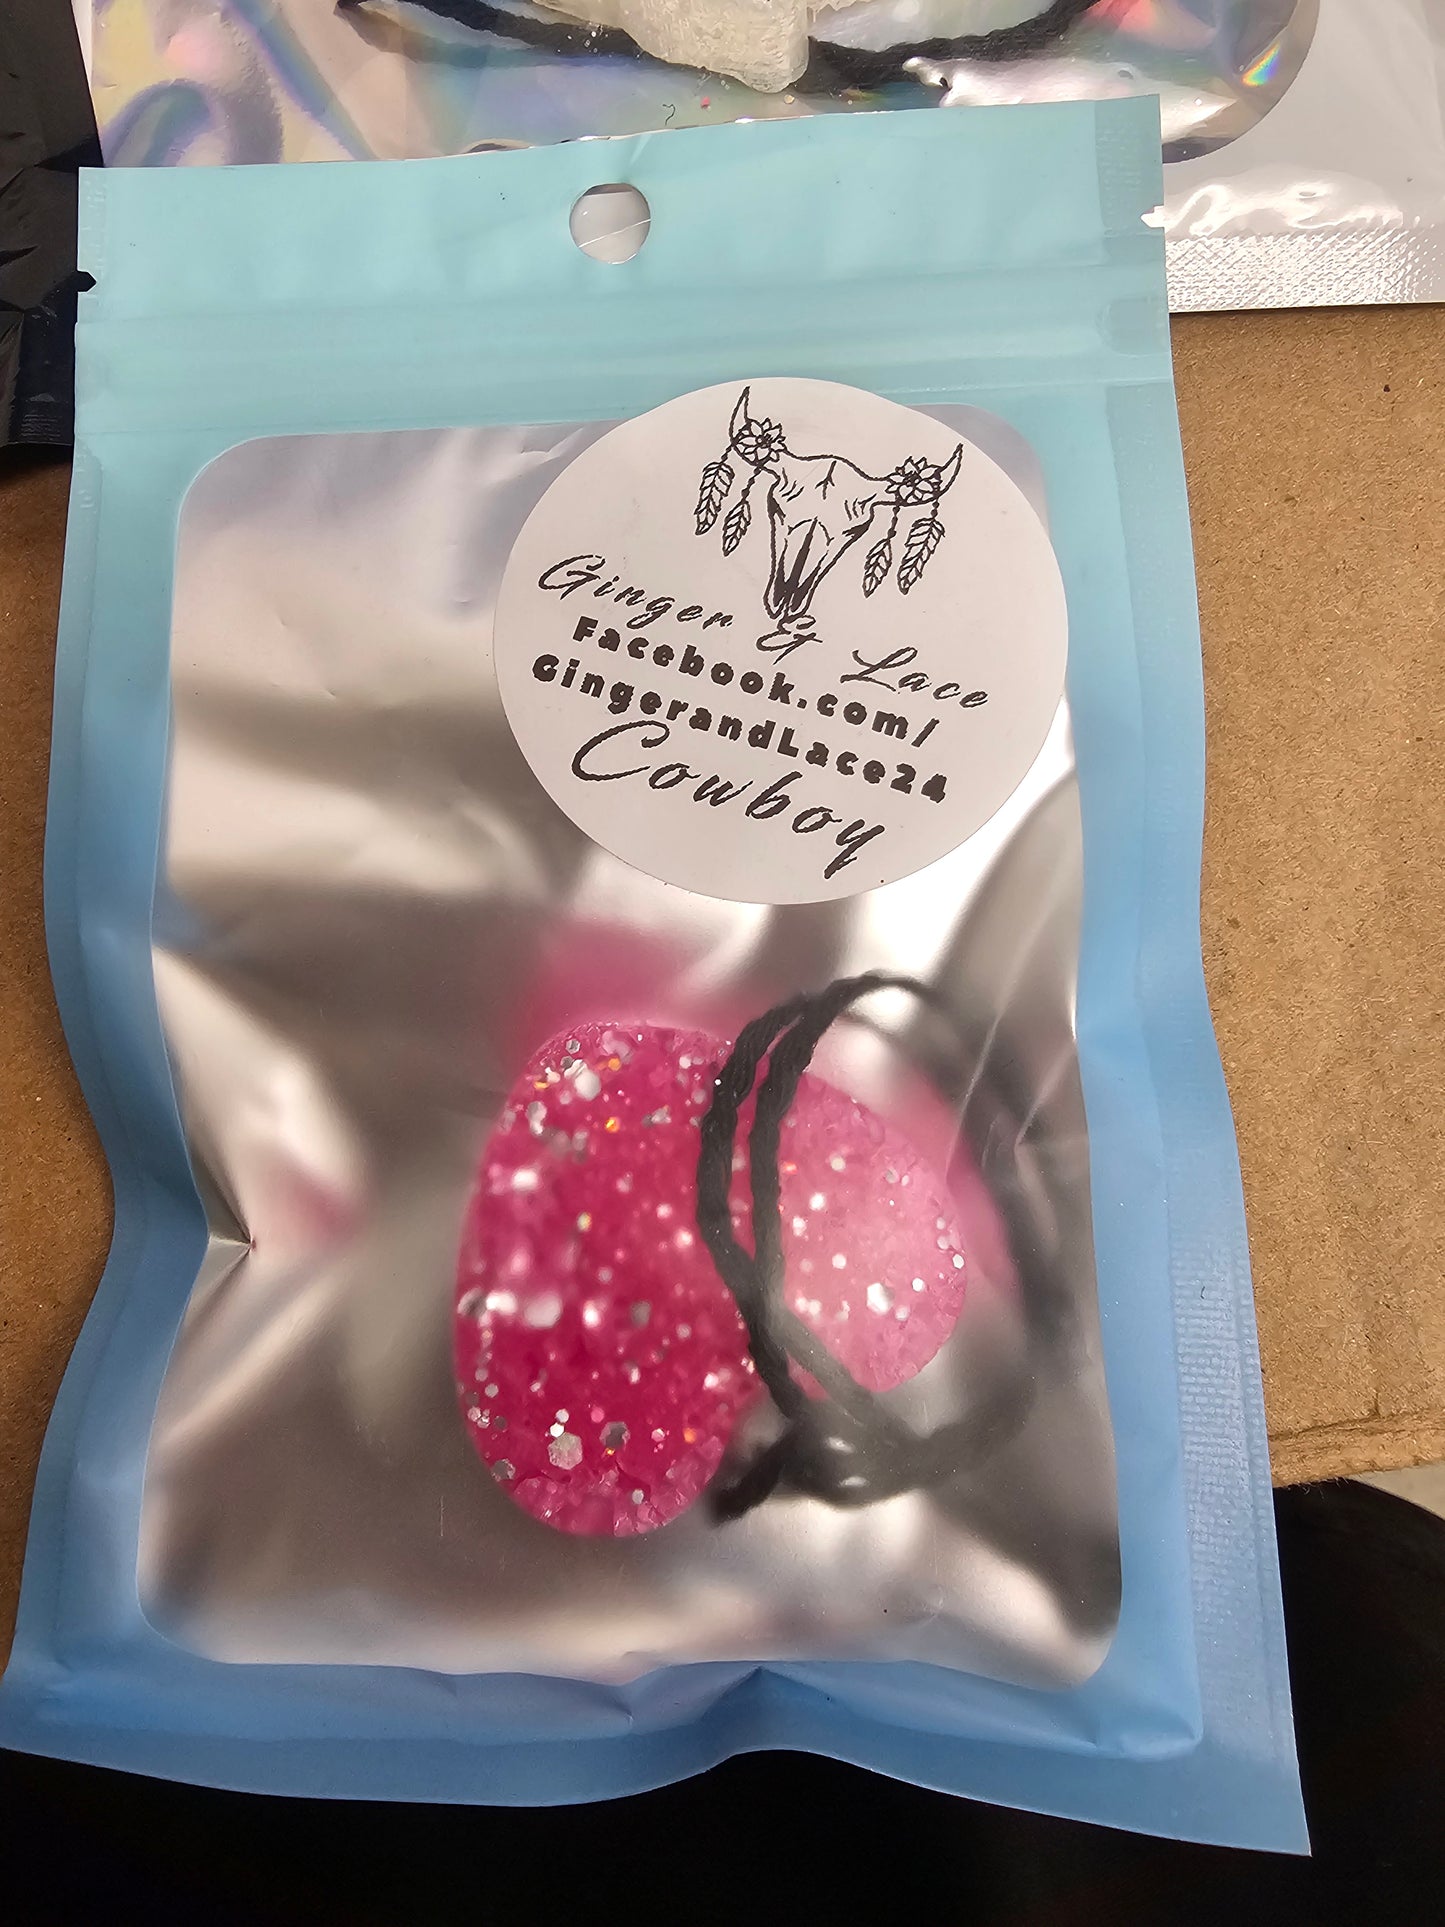 Ginger & Lace
Facebook.com/
GingerandLace24
Cowboy